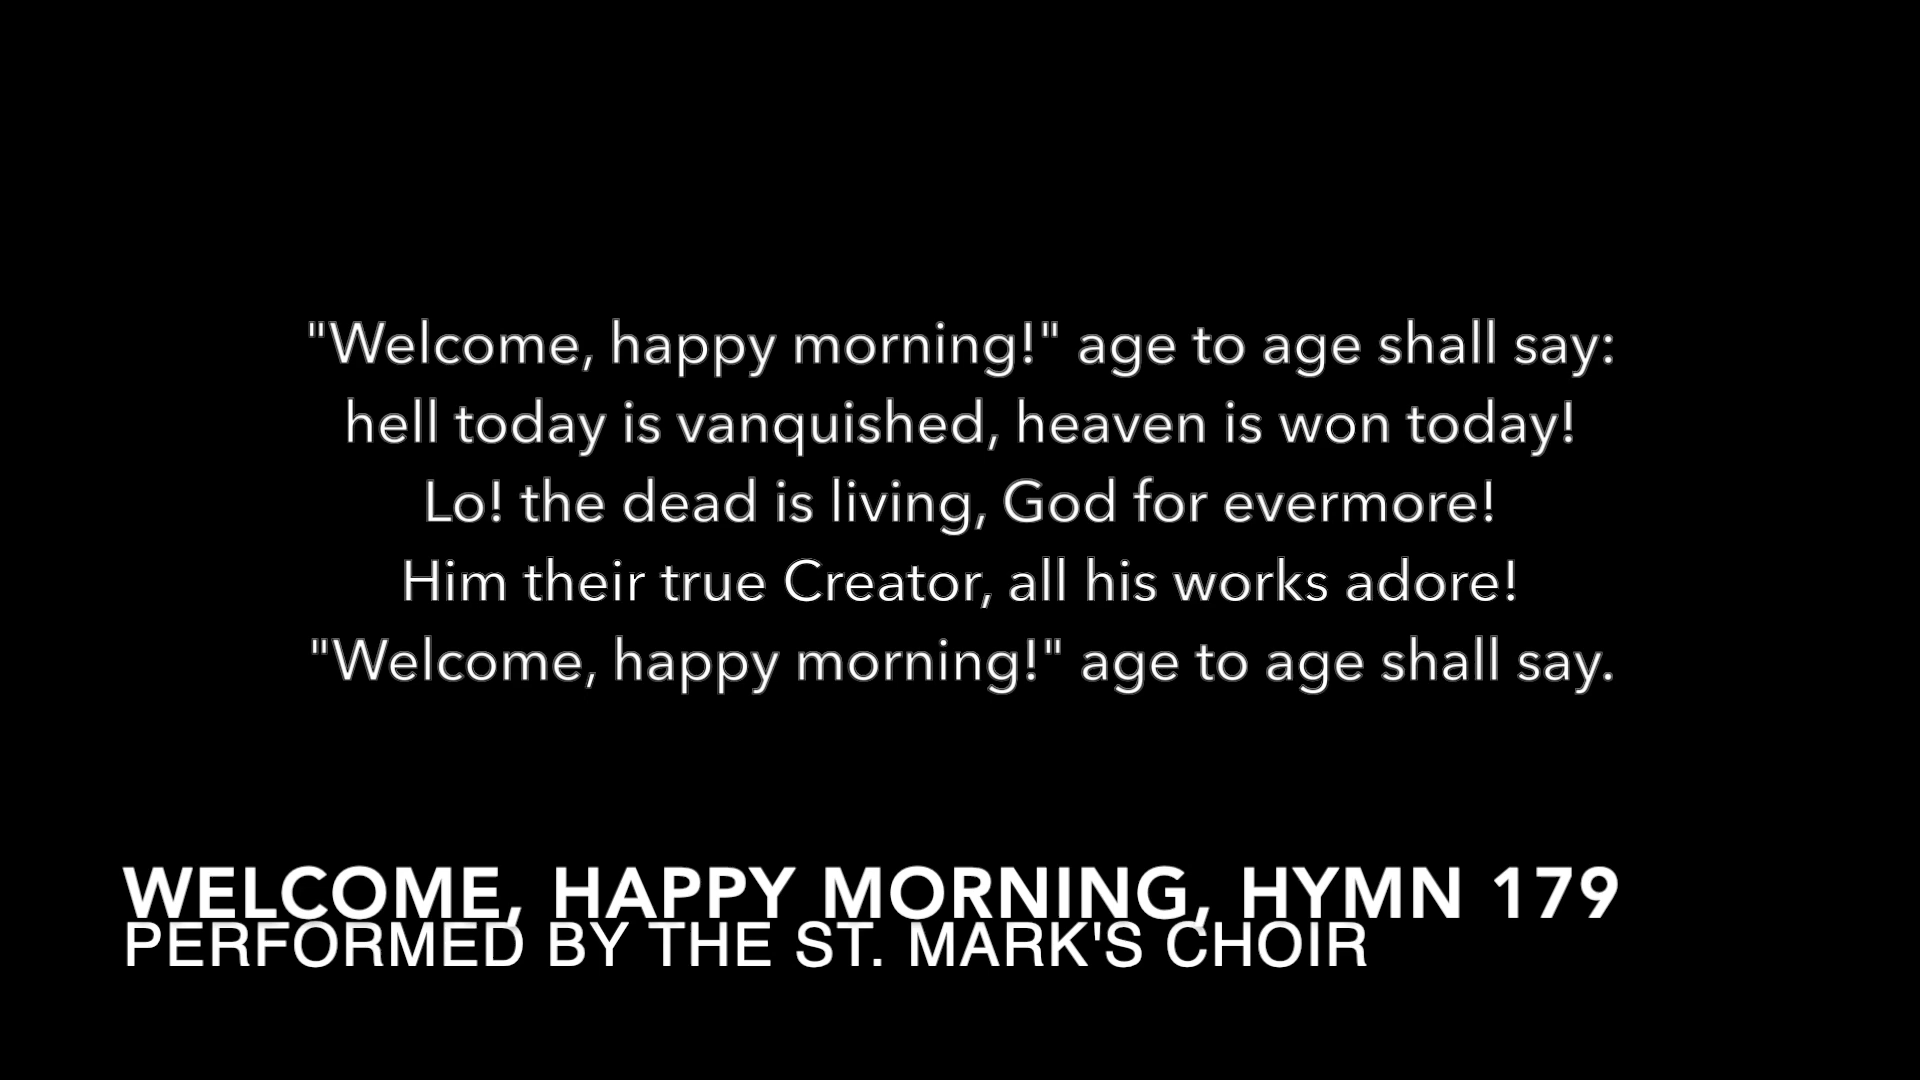 "Welcome, happy morning!" age to age shall say:
hell today is vanquished, heaven is won today!
Lo! the dead is living, God for evermore!
Him their true Creator, all his works adore!
"Welcome, happy morning!" age to age shall say.
WELCOME, HAPPY MORNING, HYMN 179
PERFORMED BY THE ST. MARK'S CHOIR